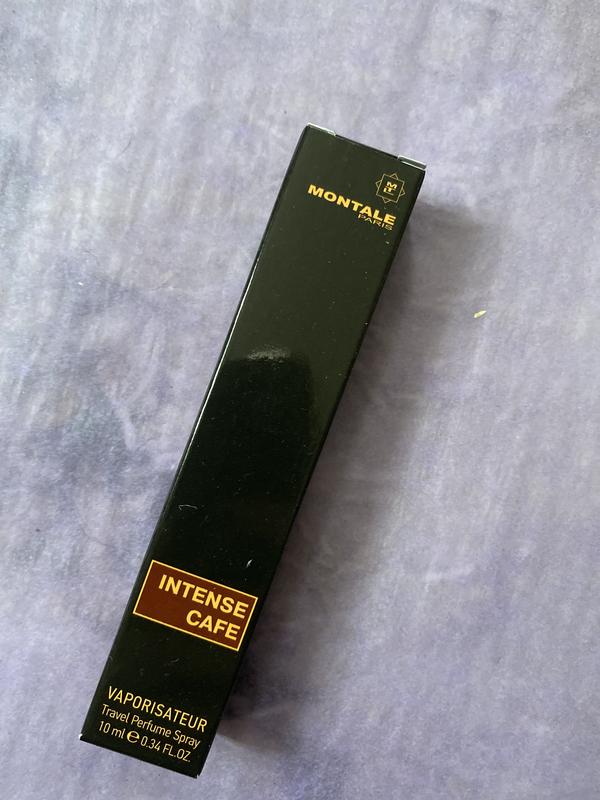 MONTALE
PARIS
INTENSE
CAFE
VAPORISATEUR
Travel Perfume Spray
10 ml ℮ 0.34 FL.OZ.